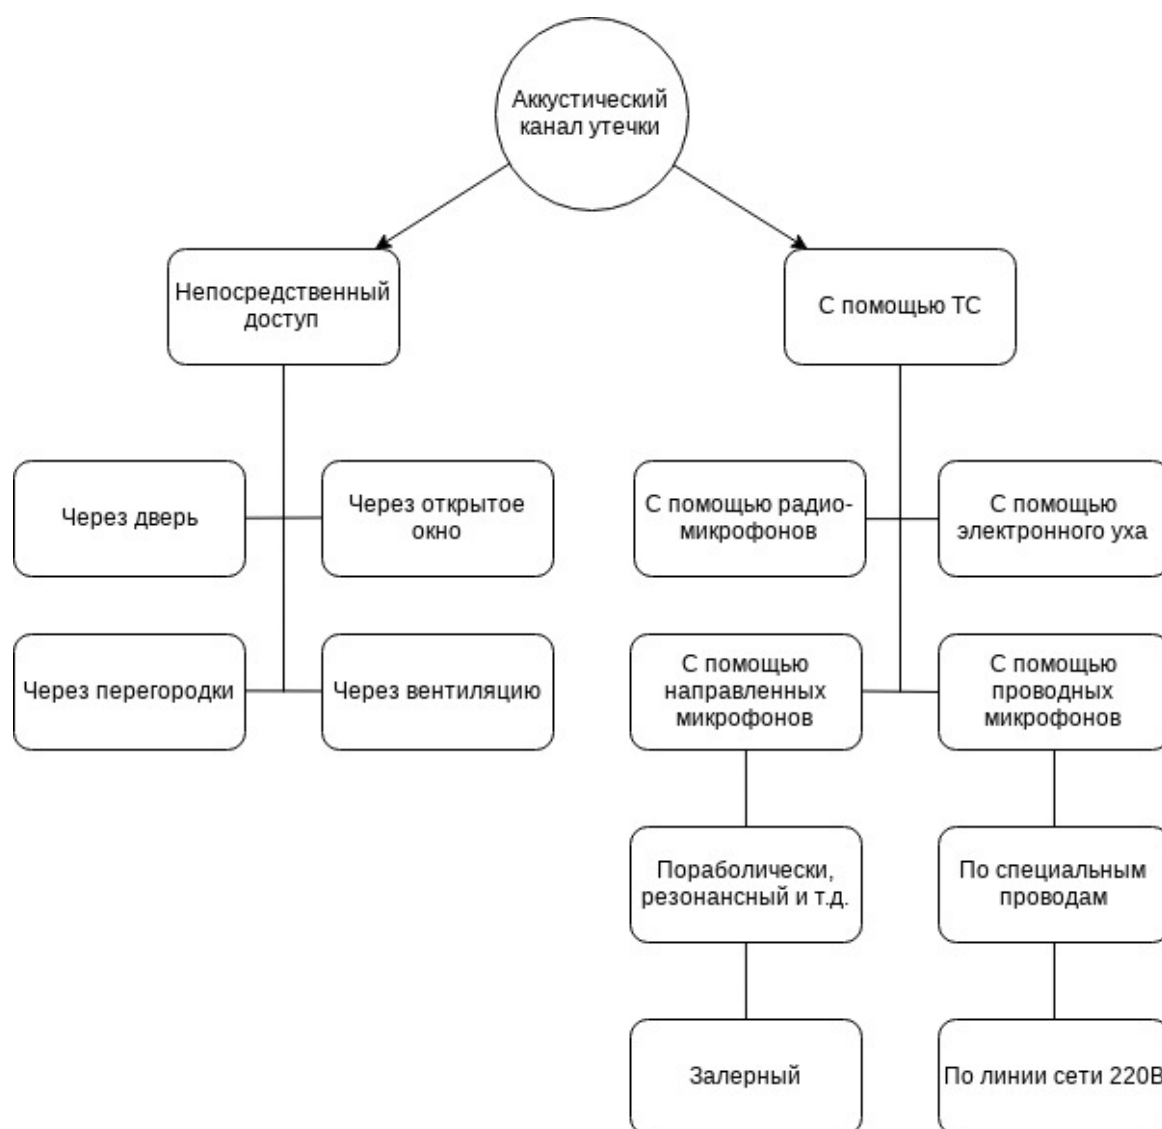 Аккустический
канал утечки
Непосредственный
доступ
С помощью ТС
Через дверь
Через открытое
окно
С помощью радио-
микрофонов
С помощью
электронного уха
Через перегородки
Через вентиляцию
С помощью
направленных
микрофонов
С помощью
проводных
микрофонов
Пораболически,
резонансный и т.д.
По специальным
проводам
Залерный
По линии сети 220В